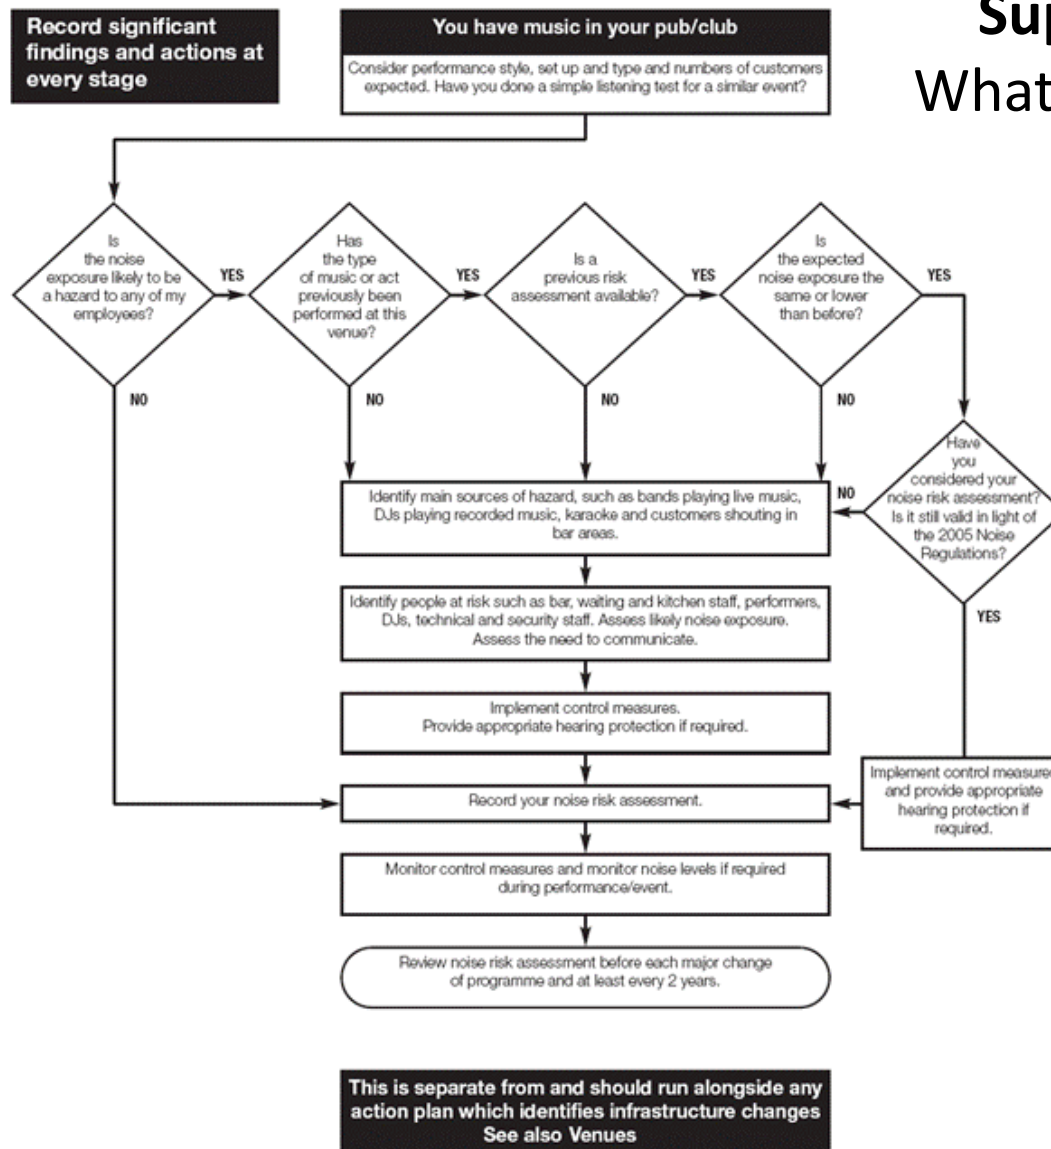 Record significant
findings and actions at
every stage
You have music in your pub/club
Consider performance style, set up and type and numbers of customers
expected. Have you done a simple listening test for a similar event?
Sup
What
Is
the noise
exposure likely to be
a hazard to any of my
employees?
YES
NO
Has
the type
of music or act
previously been
performed at this
venue?
YES
NO
Is a
previous risk
assessment available?
YES
NO
Is
the expected
noise exposure the
same or lower
than before?
YES
NO
Have
you
considered your
noise risk assessment?
Is it still valid in light of
the 2005 Noise
Regulations?
NO
YES
Identify main sources of hazard, such as bands playing live music,
DJs playing recorded music, karaoke and customers shouting in
bar areas.
Identify people at risk such as bar, waiting and kitchen staff, performers,
DJs, technical and security staff. Assess likely noise exposure.
Assess the need to communicate.
Implement control measures.
Provide appropriate hearing protection if required.
Implement control measure
and provide appropriate
hearing protection if
required.
Record your noise risk assessment.
Monitor control measures and monitor noise levels if required
during performance/event.
Review noise risk assessment before each major change
of programme and at least every 2 years.
This is separate from and should run alongside any
action plan which identifies infrastructure changes
See also Venues